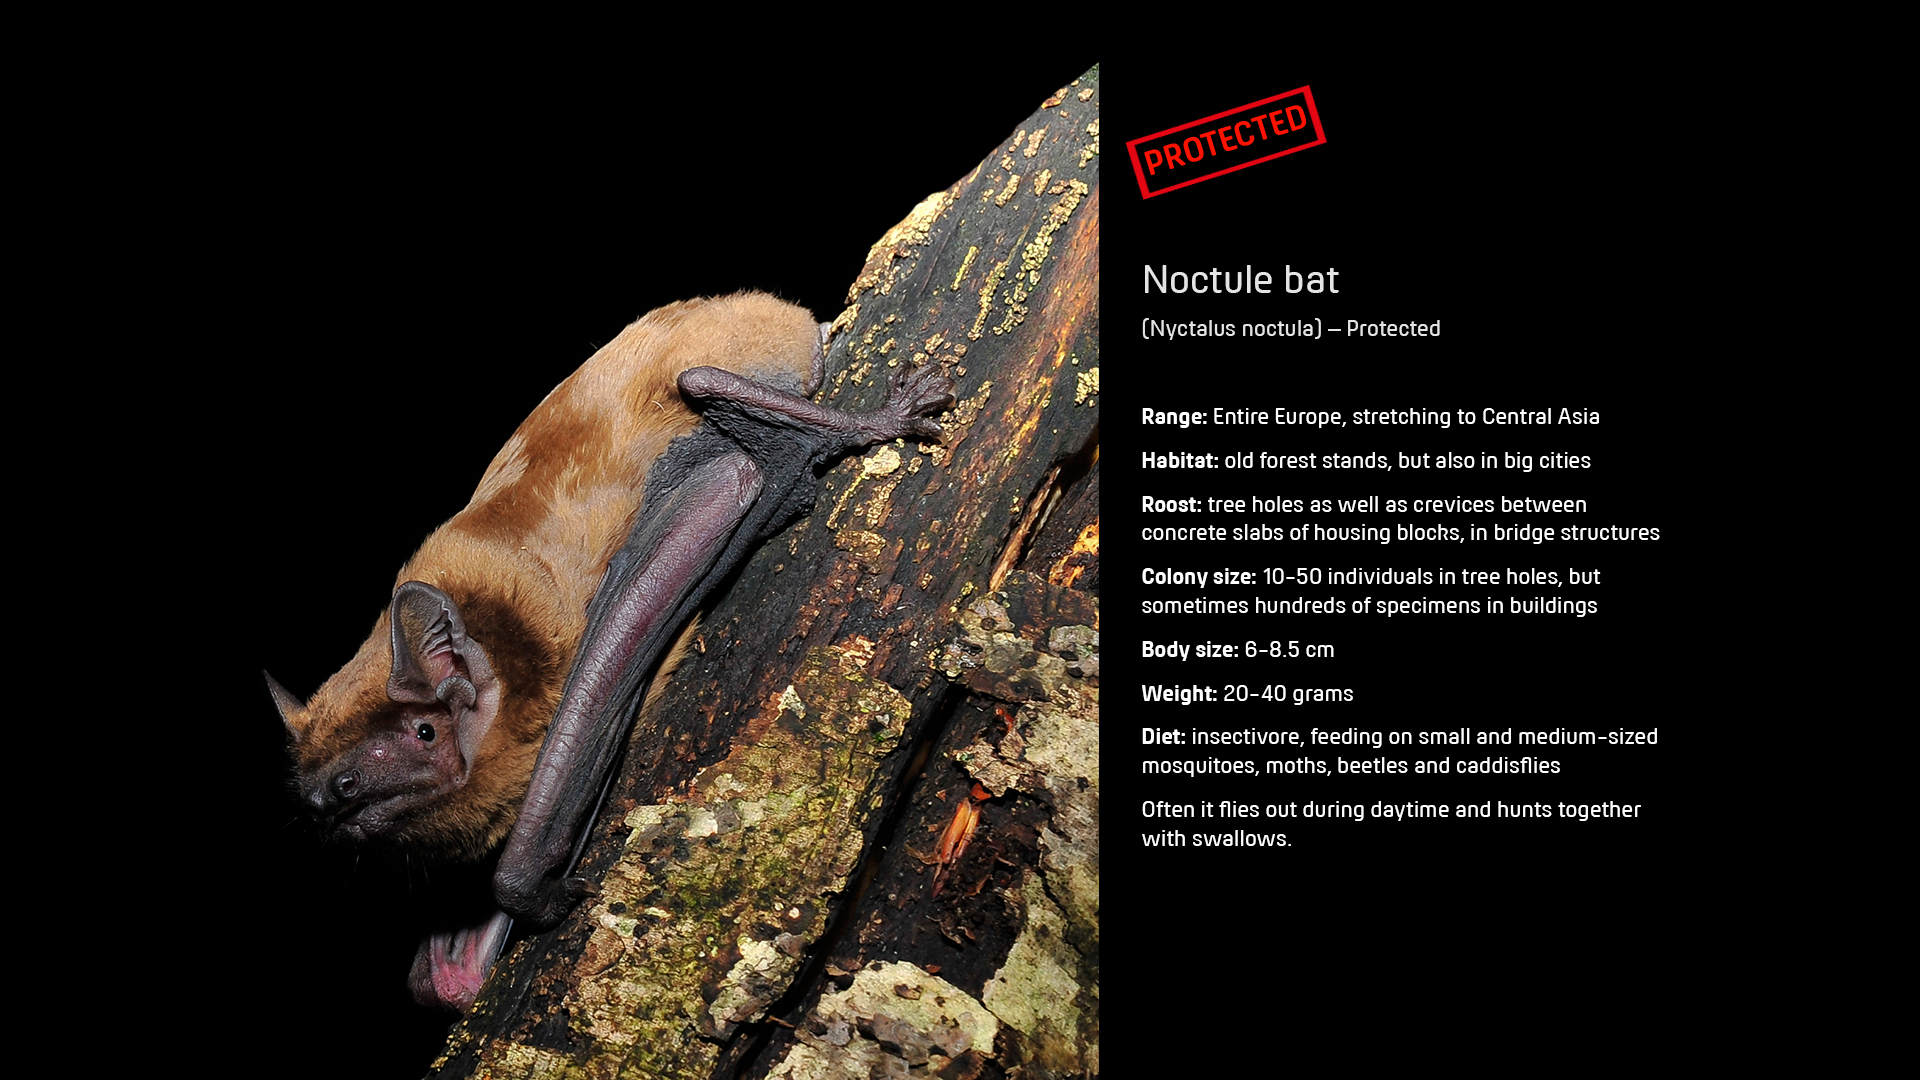 PROTECTED
Noctule bat
(Nyctalus noctula) – Protected
Range: Entire Europe, stretching to Central Asia
Habitat: old forest stands, but also in big cities
Roost: tree holes as well as crevices between
concrete slabs of housing blocks, in bridge structures
Colony size: 10-50 individuals in tree holes, but
sometimes hundreds of specimens in buildings
Body size: 6-8.5 cm
Weight: 20-40 grams
Diet: insectivore, feeding on small and medium-sized
mosquitoes, moths, beetles and caddisflies
Often it flies out during daytime and hunts together
with swallows.